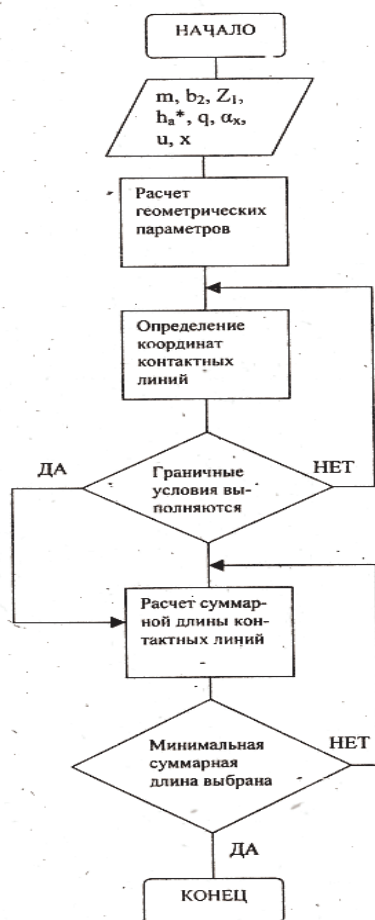 НАЧАЛО
m, b₂, Z₁,
hₐ*, q, αₓ,
u, x
Расчет
геометрических
параметров
Определение
координат
контактных
линий
ДА
НЕТ
Граничные
условия вы-
полняются
Расчет суммар-
ной длины кон-
тактных линий
Минимальная
суммарная
длина выбрана
НЕТ
ДА
КОНЕЦ